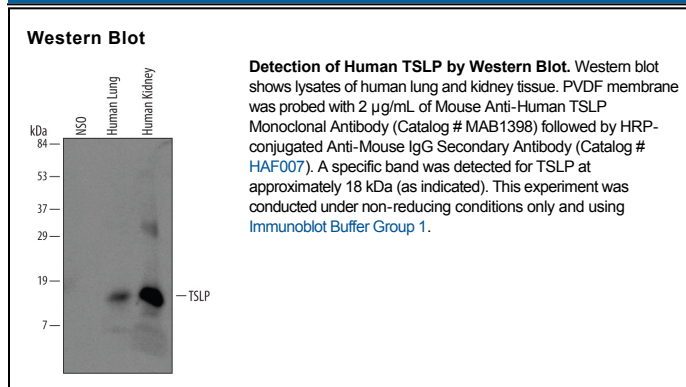 Western Blot
Detection of Human TSLP by Western Blot. Western blot
shows lysates of human lung and kidney tissue. PVDF membrane
was probed with 2 µg/mL of Mouse Anti-Human TSLP
Monoclonal Antibody (Catalog # MAB1398) followed by HRP-
conjugated Anti-Mouse IgG Secondary Antibody (Catalog #
HAF007). A specific band was detected for TSLP at
approximately 18 kDa (as indicated). This experiment was
conducted under non-reducing conditions only and using
Immunoblot Buffer Group 1.
NSO
Human Lung
Human Kidney
kDa
84
53
37
29
19
TSLP
7